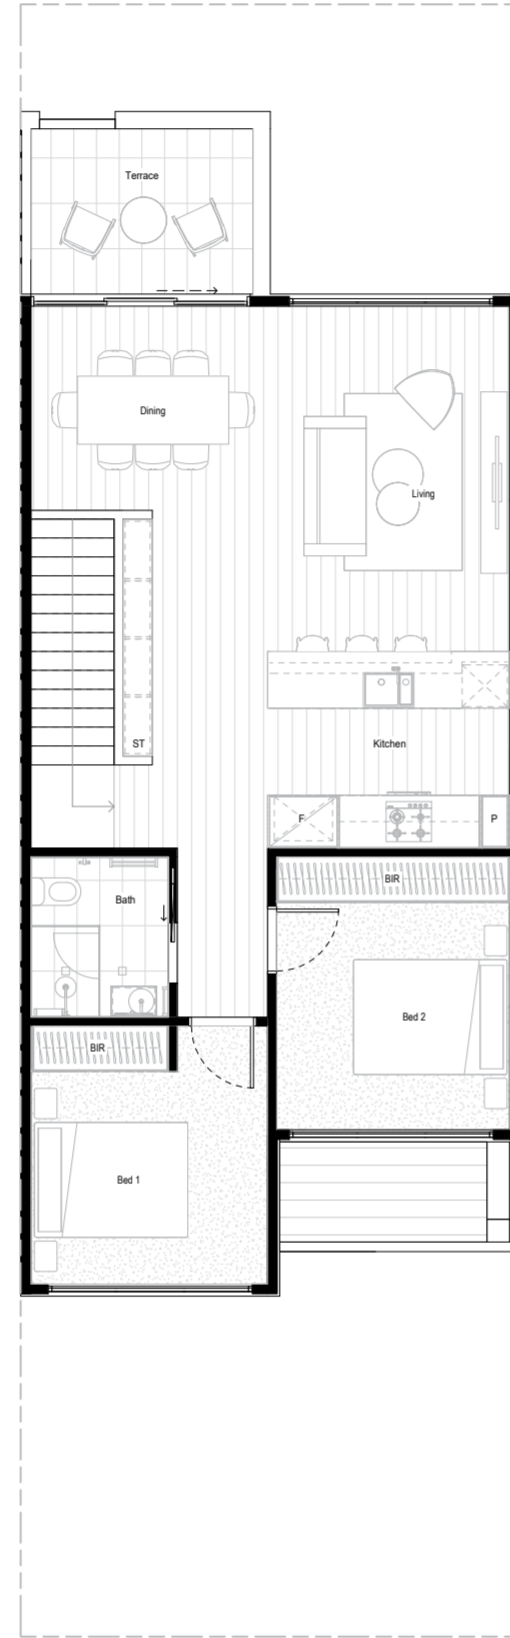 Terrace
Dining
Living
ST
Kitchen
F
P
BIR
Bath
Bed 2
BIR
Bed 1